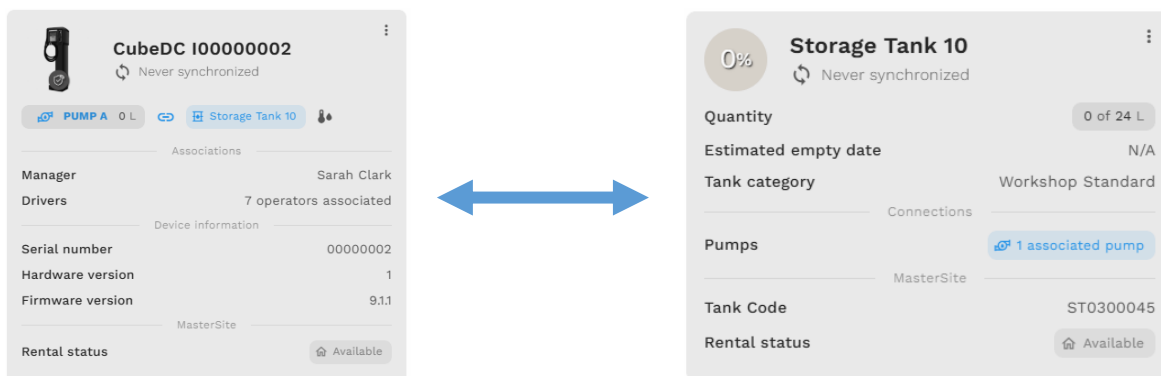 CubeDC I00000002
Never synchronized
PUMP A 0 L Storage Tank 10
Associations
Manager Sarah Clark
Drivers 7 operators associated
Device information
Serial number 00000002
Hardware version 1
Firmware version 9.1.1
MasterSite
Rental status Available
0% Storage Tank 10
Never synchronized
Quantity 0 of 24 L
Estimated empty date N/A
Tank category Workshop Standard
Connections
Pumps 1 associated pump
MasterSite
Tank Code ST0300045
Rental status Available